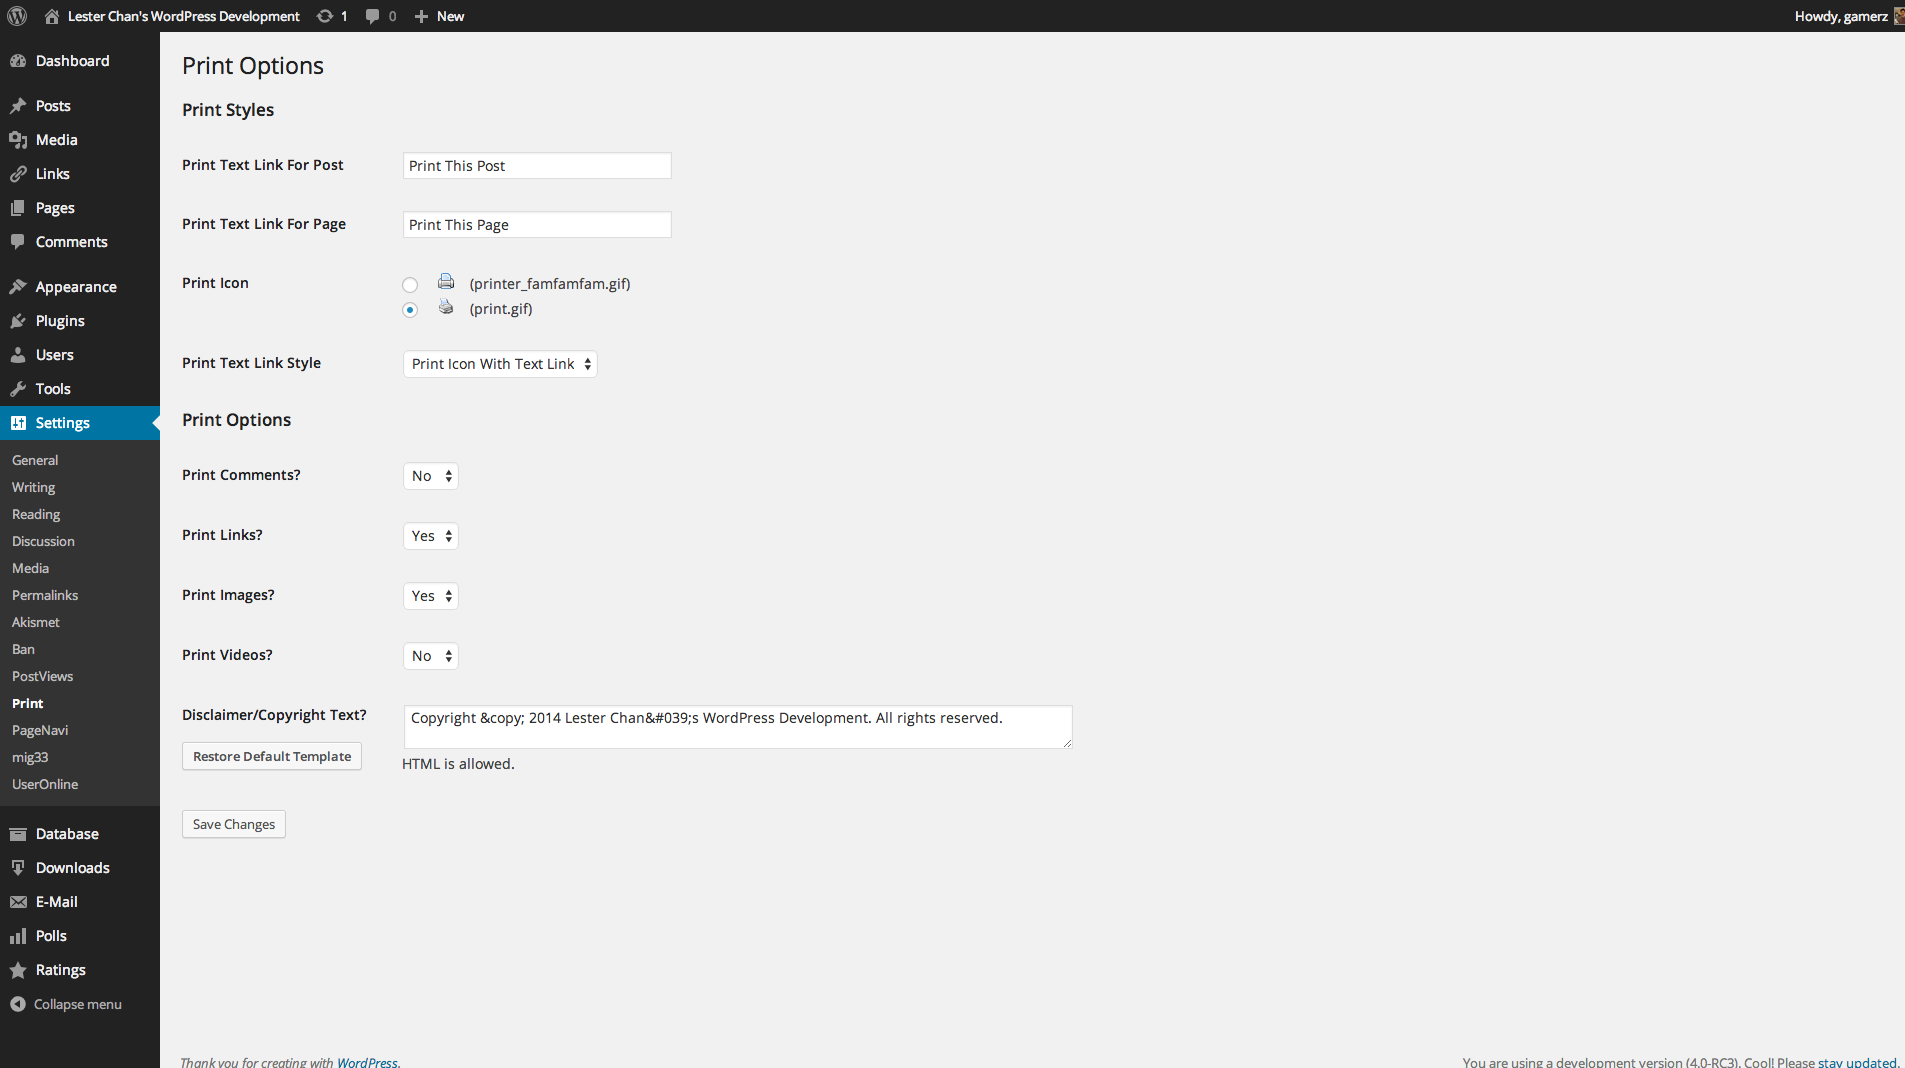 Lester Chan's WordPress Development 1 0 New Howdy, gamerz
Dashboard
Posts
Media
Links
Pages
Comments
Appearance
Plugins
Users
Tools
Settings
General
Writing
Reading
Discussion
Media
Permalinks
Akismet
Ban
PostViews
Print
PageNavi
mig33
UserOnline
Database
Downloads
E-Mail
Polls
Ratings
Collapse menu
Print Options
Print Styles
Print Text Link For Post Print This Post
Print Text Link For Page Print This Page
Print Icon (printer_famfamfam.gif)
(print.gif)
Print Text Link Style Print Icon With Text Link
Print Options
Print Comments? No
Print Links? Yes
Print Images? Yes
Print Videos? No
Disclaimer/Copyright Text? Copyright &copy; 2014 Lester Chan&#039;s WordPress Development. All rights reserved.
Restore Default Template HTML is allowed.
Save Changes
Thank you for creating with WordPress. You are using a development version (4.0-RC3). Cool! Please stay updated.